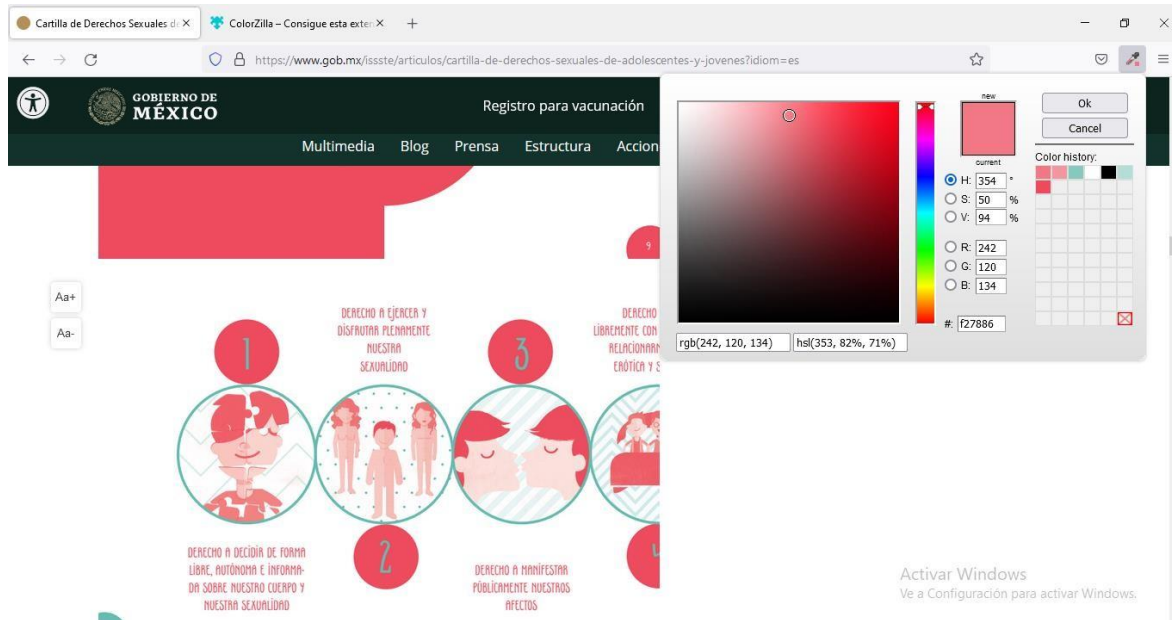 Cartilla de Derechos Sexuales de
ColorZilla – Consigue esta exten
https://www.gob.mx/issste/articulos/cartilla-de-derechos-sexuales-de-adolescentes-y-jovenes?idiom=es
GOBIERNO DE
MÉXICO
Registro para vacunación
Multimedia Blog Prensa Estructura Accion
9
Aa+
Aa-
1
DERECHO A EJERCER Y
DISFRUTAR PLENAMENTE
NUESTRA
SEXUALIDAD
3
DERECHO
LIBREMENTE CON
RELACIONARN
ERÓTICA Y S
DERECHO A DECIDIR DE FORMA
LIBRE, AUTÓNOMA E INFORMA-
DA SOBRE NUESTRO CUERPO Y
NUESTRA SEXUALIDAD
2
DERECHO A MANIFESTAR
PÚBLICAMENTE NUESTROS
AFECTOS
4
new
current
Ok
Cancel
Color history:
H: 354 °
S: 50 %
V: 94 %
R: 242
G: 120
B: 134
#: f27886
rgb(242, 120, 134) hsl(353, 82%, 71%)
Activar Windows
Ve a Configuración para activar Windows.